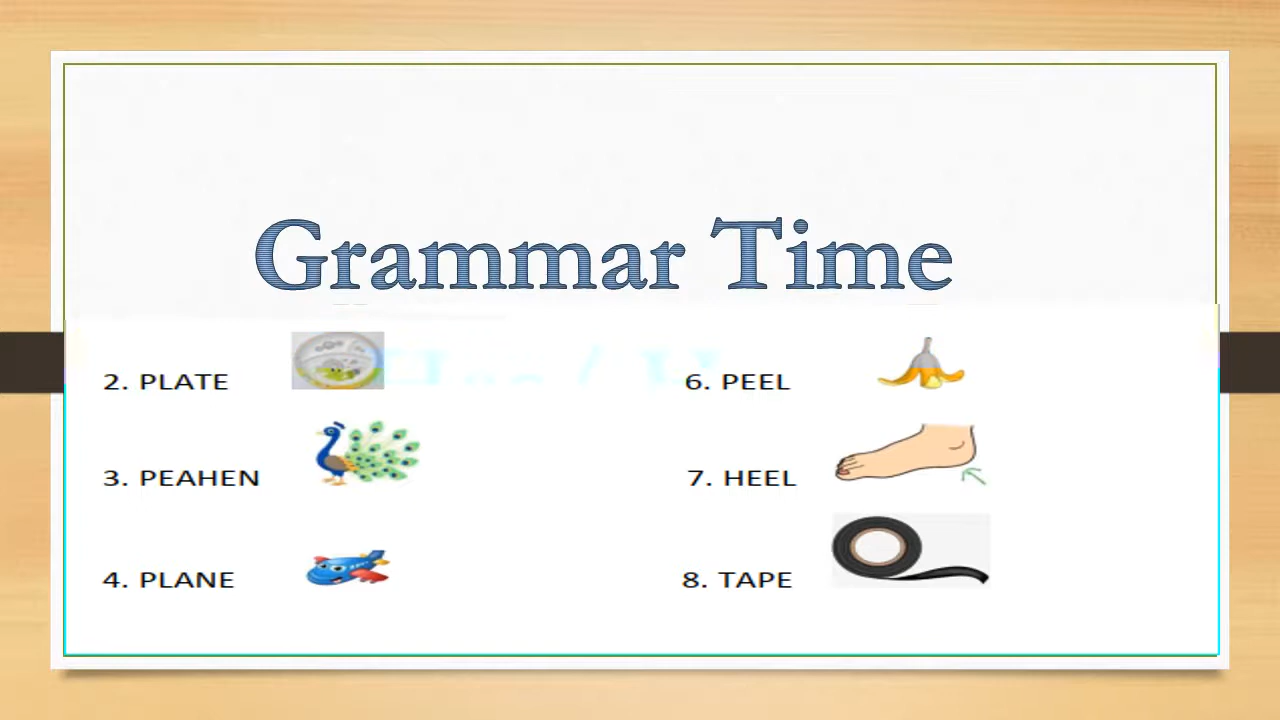 Grammar Time
2. PLATE
6. PEEL
3. PEAHEN
7. HEEL
4. PLANE
8. TAPE